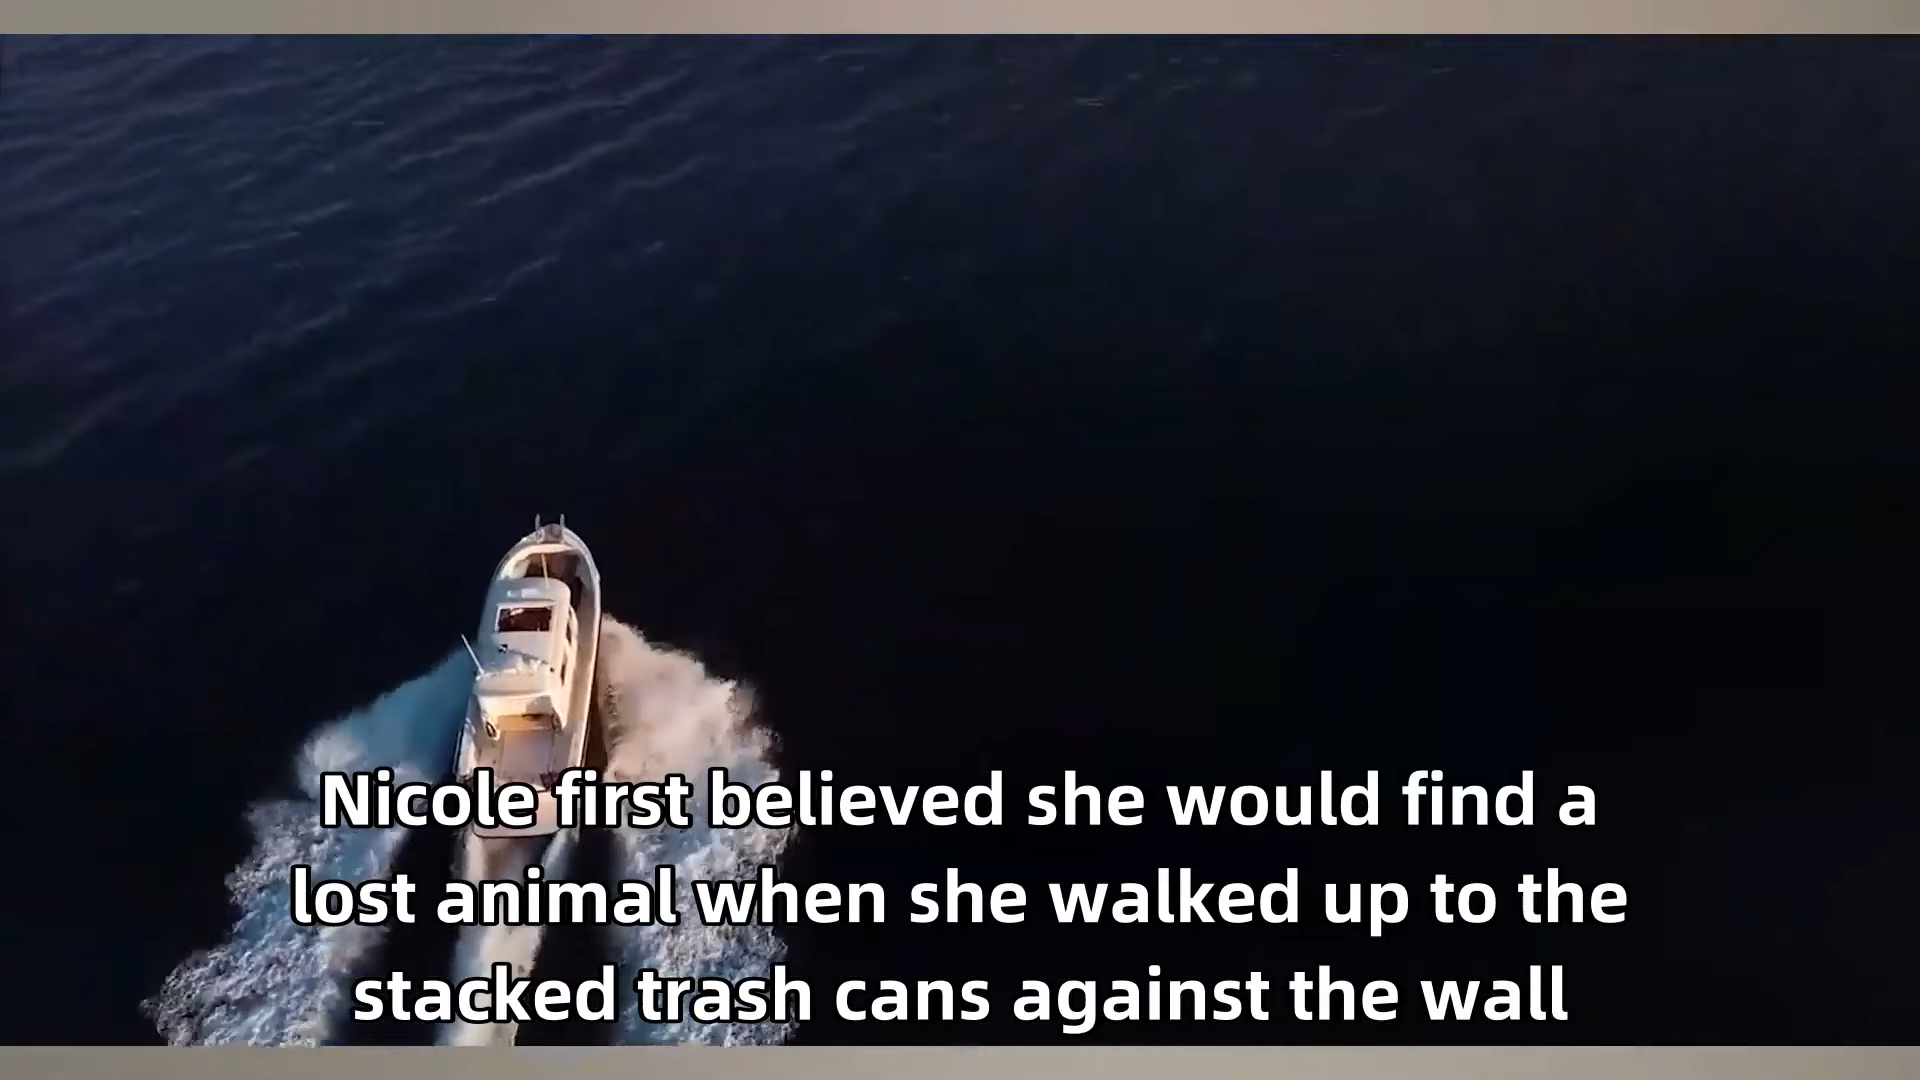 Nicole first believed she would find a
lost animal when she walked up to the
stacked trash cans against the wall